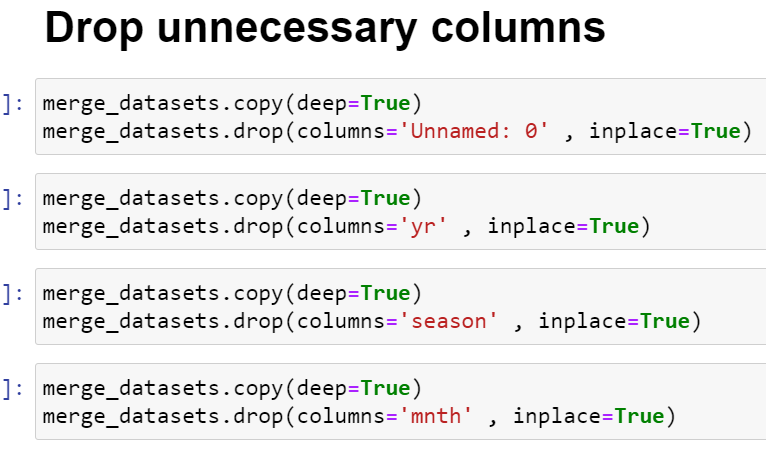 Drop unnecessary columns
]: merge_datasets.copy(deep=True)
merge_datasets.drop(columns='Unnamed: 0' , inplace=True)
]: merge_datasets.copy(deep=True)
merge_datasets.drop(columns='yr' , inplace=True)
]: merge_datasets.copy(deep=True)
merge_datasets.drop(columns='season' , inplace=True)
]: merge_datasets.copy(deep=True)
merge_datasets.drop(columns='mnth' , inplace=True)